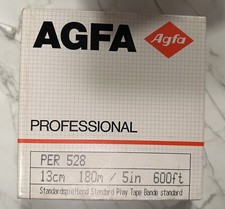 AGFA
Agfa
PROFESSIONAL
PER 528
13cm 180m / 5in 600ft
Standardspielband Standard Play Tape Bande standard